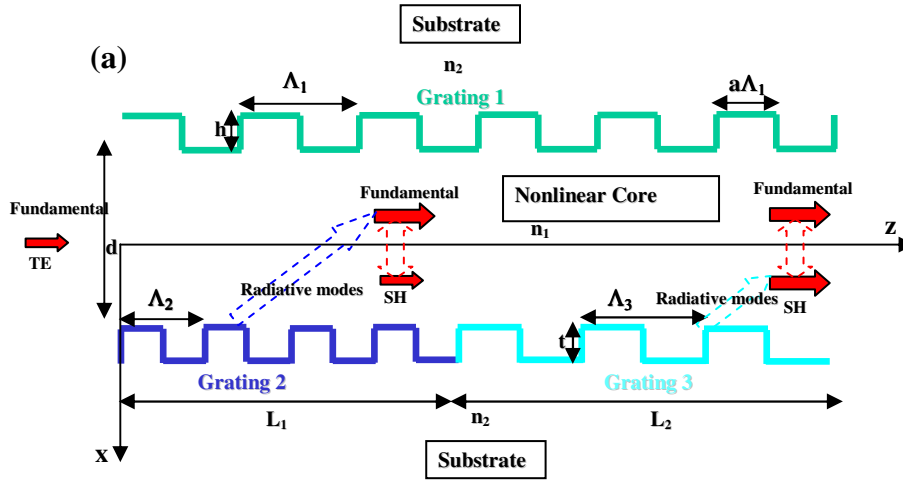 Substrate
(a)
n2
Λ1
aΛ1
Grating 1
h
Fundamental
Nonlinear Core
Fundamental
Fundamental
n1
z
d
TE
Radiative modes
SH
Radiative modes
SH
Λ2
Λ3
t
Grating 2
Grating 3
L1
n2
L2
x
Substrate